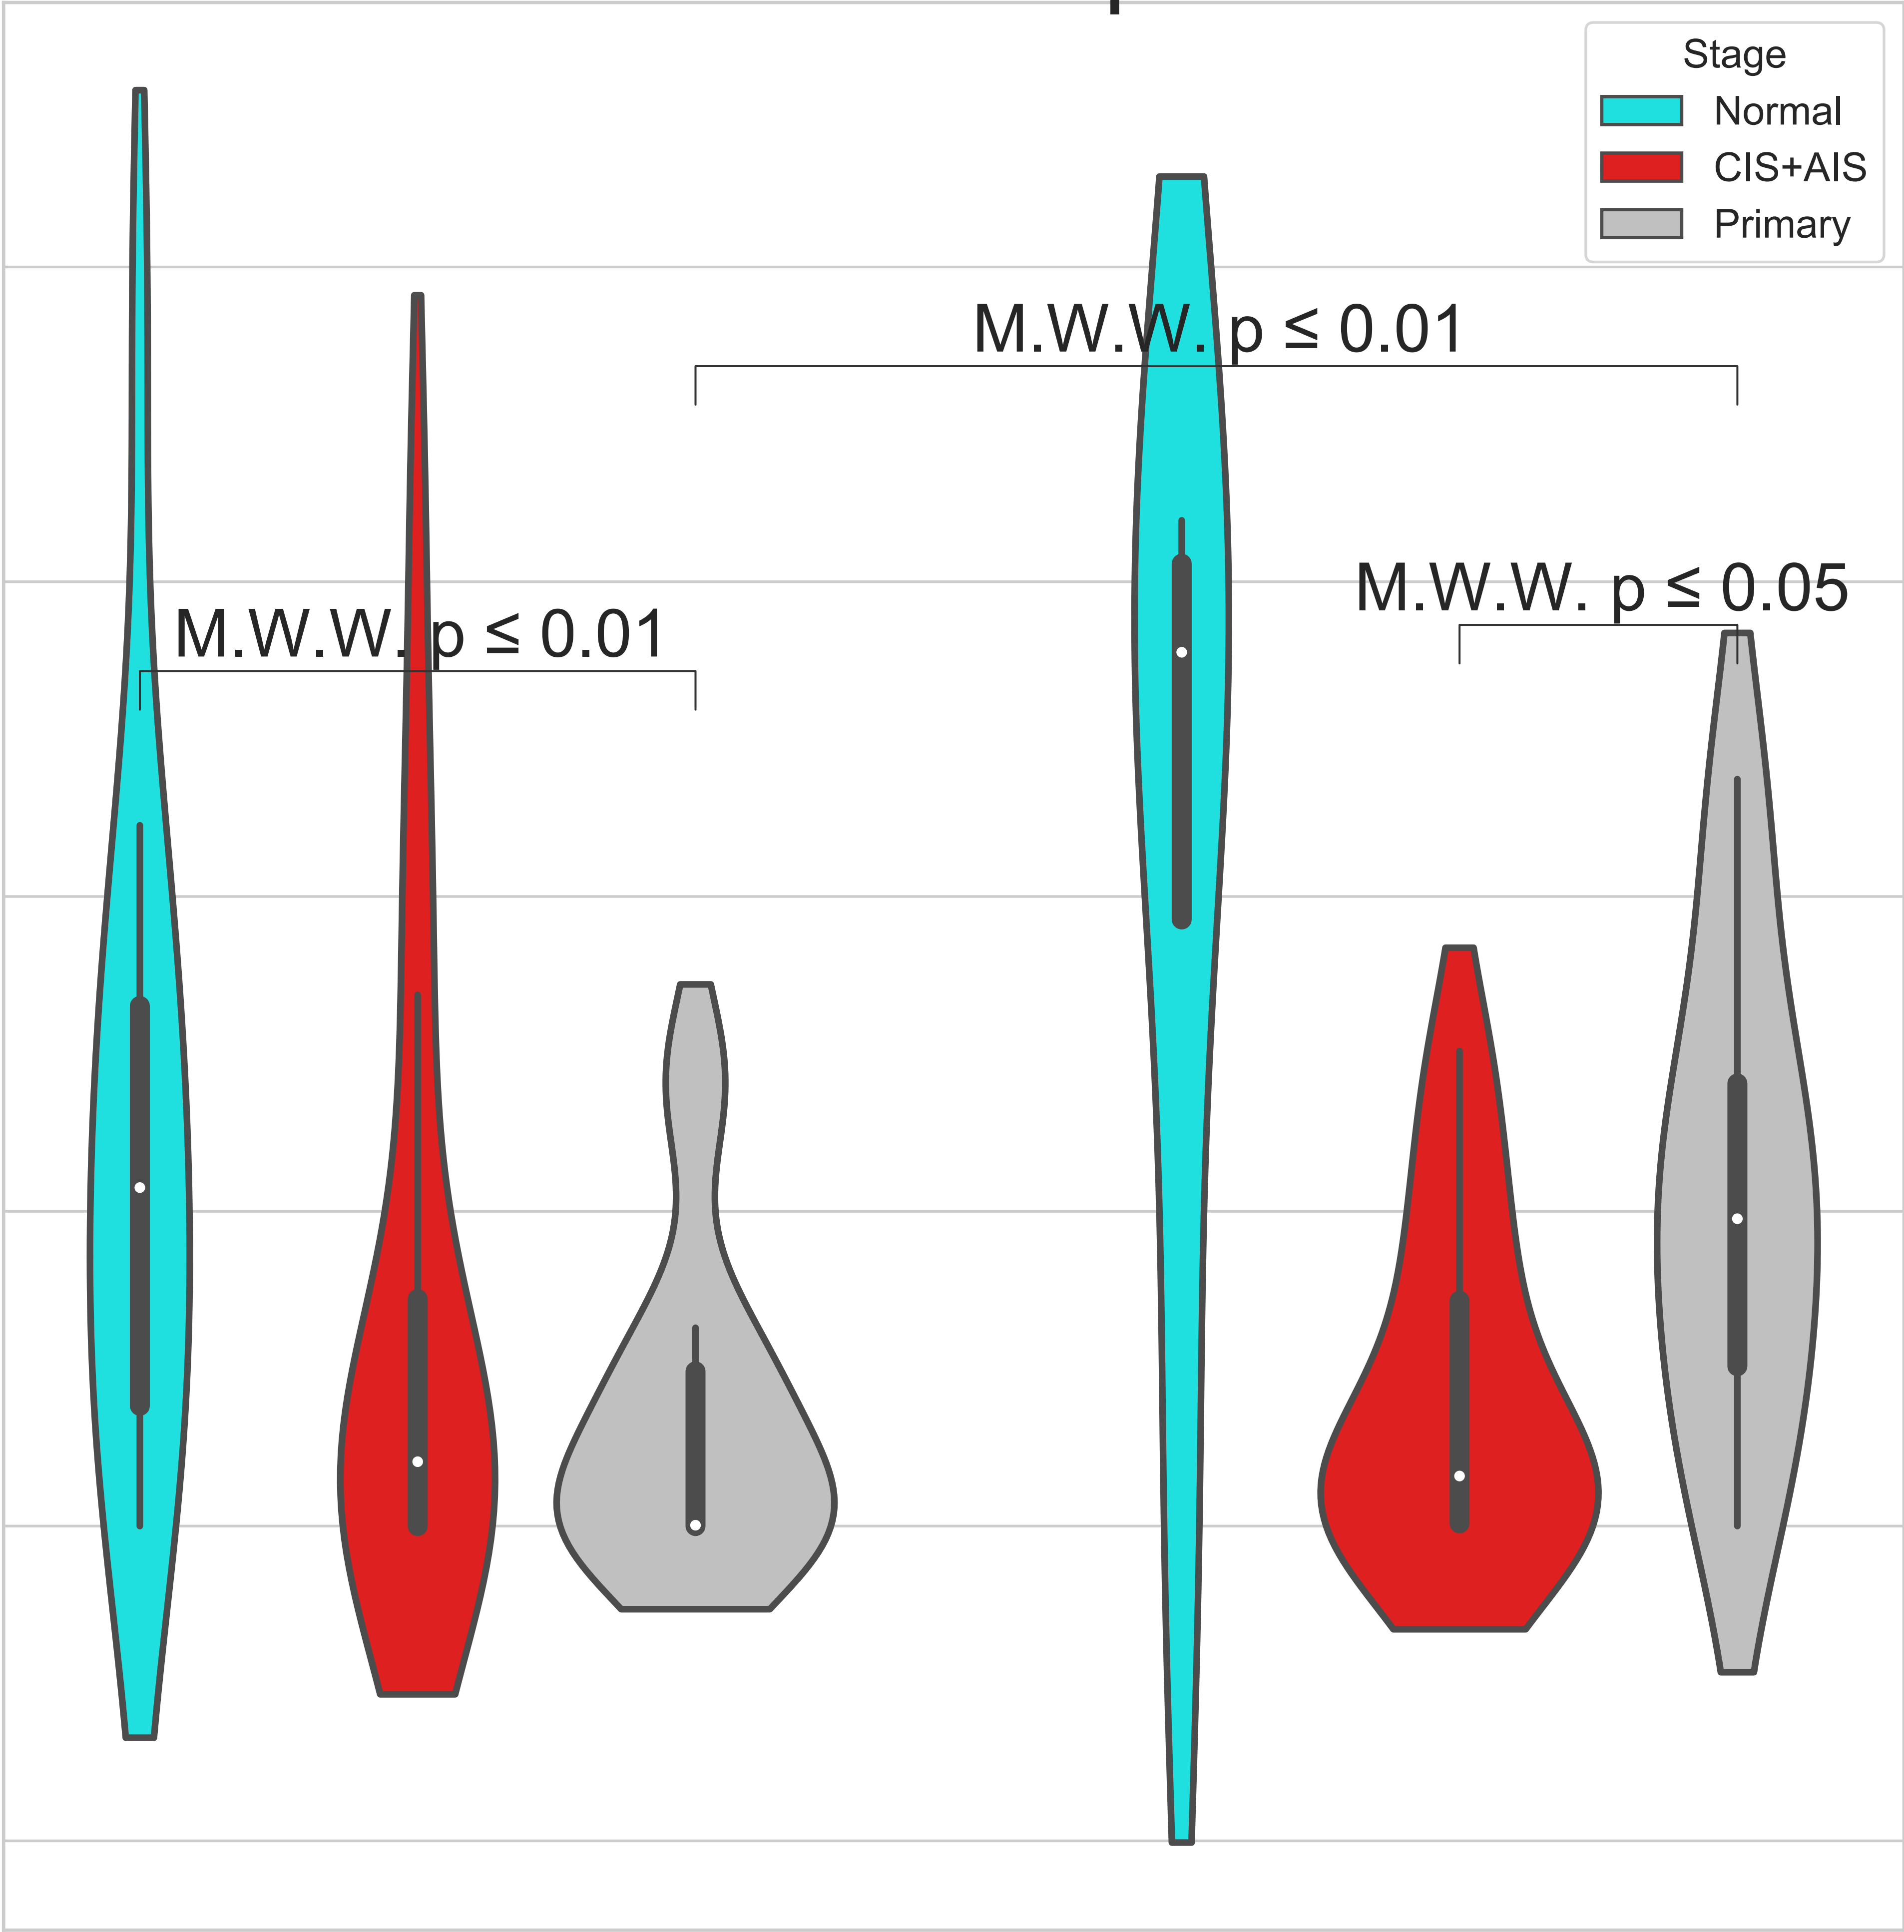 Stage
Normal
CIS+AIS
Primary
M.W.W. p ≤ 0.01
M.W.W. p ≤ 0.05
M.W.W. p ≤ 0.01